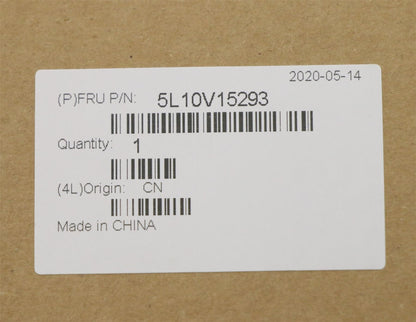 2020-05-14
(P)FRU P/N: 5L10V15293
Quantity: 1
(4L)Origin: CN
Made in CHINA